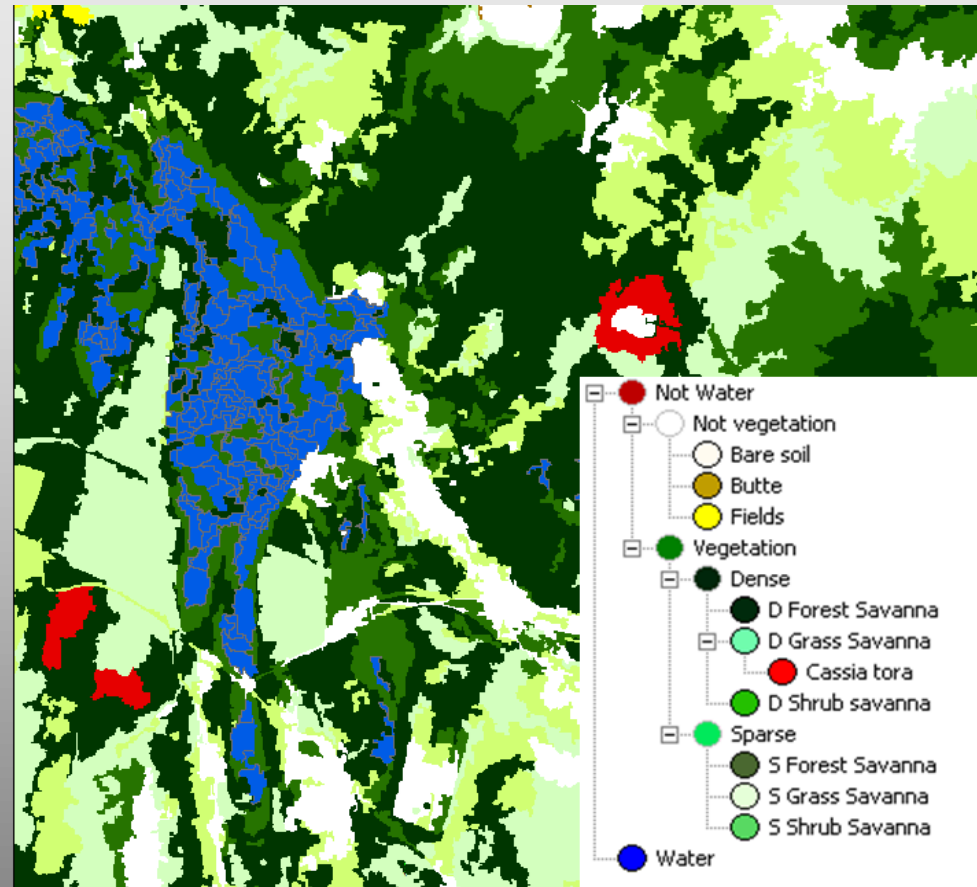 Not Water
Not vegetation
Bare soil
Butte
Fields
Vegetation
Dense
D Forest Savanna
D Grass Savanna
Cassia tora
D Shrub savanna
Sparse
S Forest Savanna
S Grass Savanna
S Shrub Savanna
Water